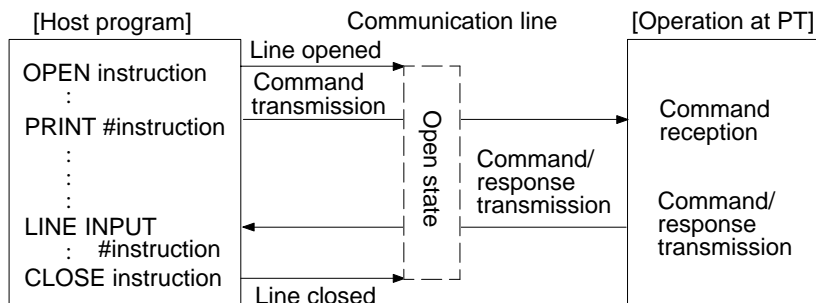 [Host program]
Communication line
[Operation at PT]
OPEN instruction
:
PRINT #instruction
:
:
:
:
LINE INPUT
#instruction
:
CLOSE instruction
Line opened
Command
transmission
Open state
Line closed
Command/
response
transmission
Command
reception
Command/
response
transmission